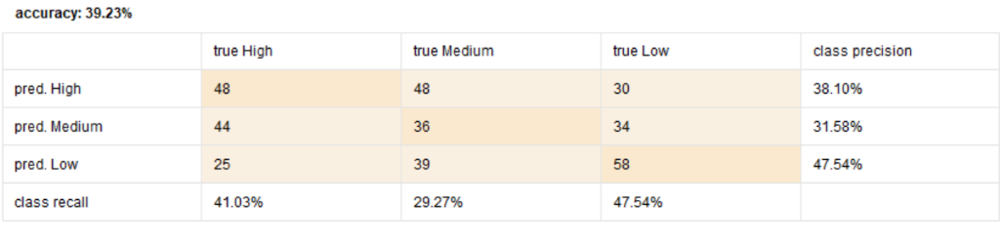 accuracy: 39.23%
true High true Medium true Low class precision
pred. High 48 48 30 38.10%
pred. Medium 44 36 34 31.58%
pred. Low 25 39 58 47.54%
class recall 41.03% 29.27% 47.54%